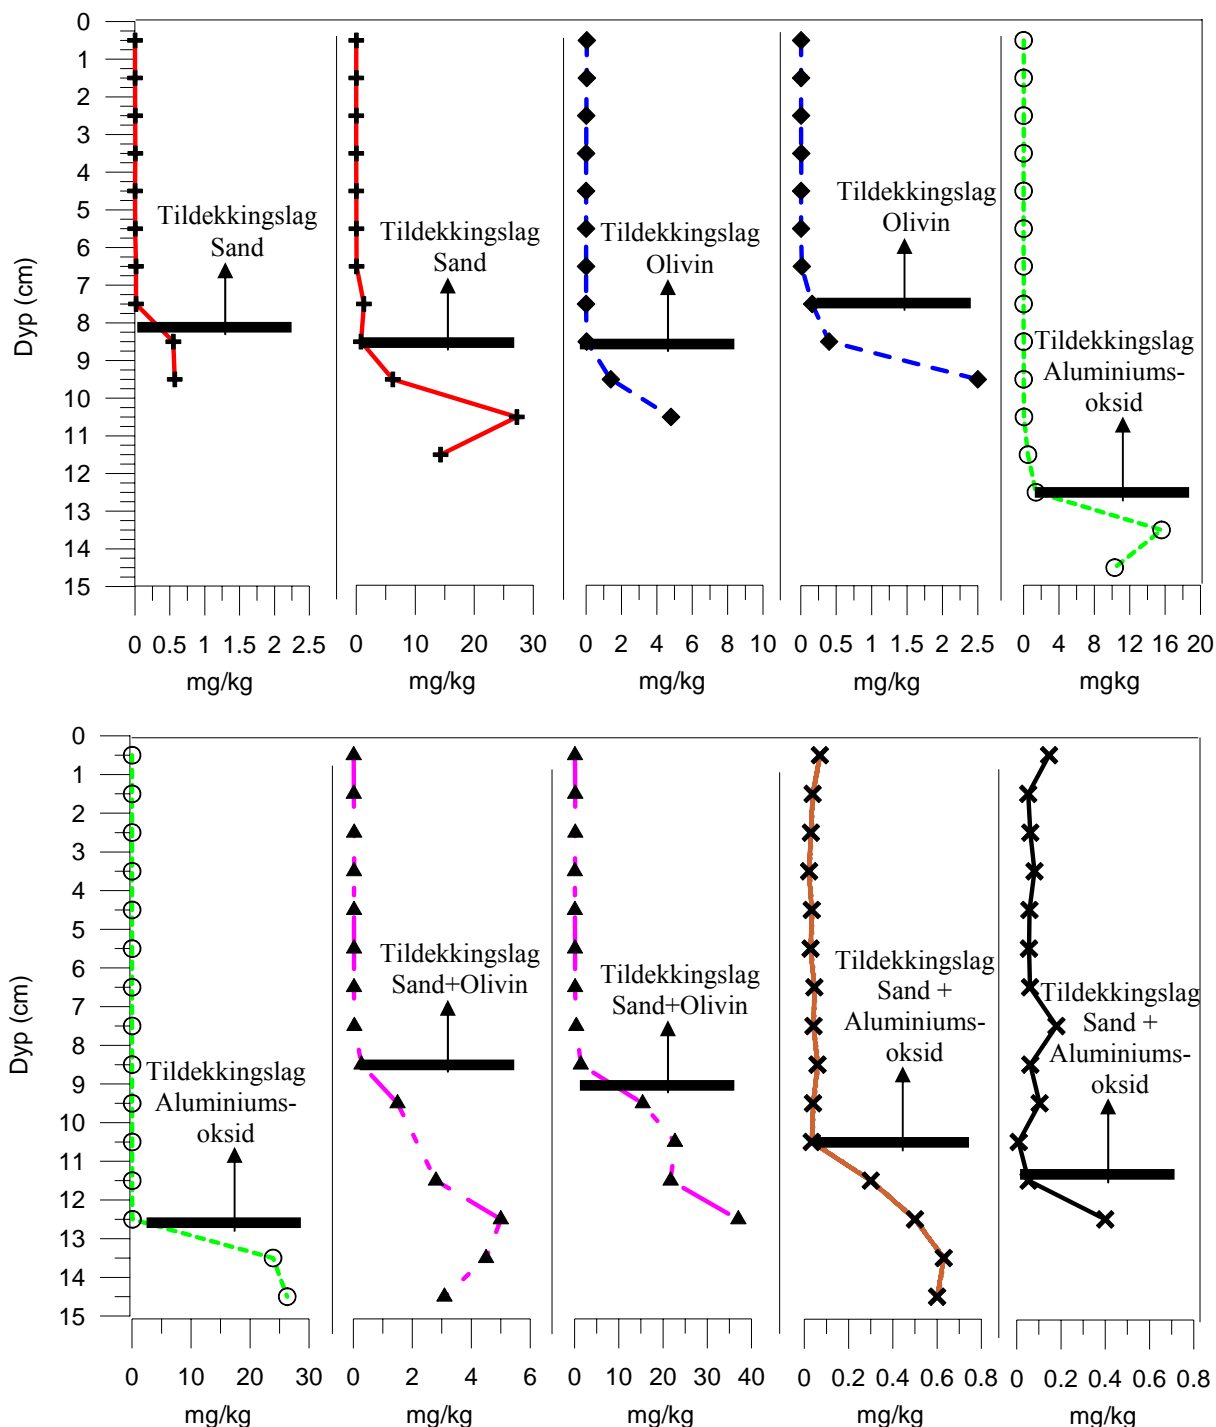 0
1
2
3
4
5
6
7
8
9
10
11
12
13
14
15
Dyp (cm)
Tildekkingslag
Sand
Tildekkingslag
Sand
Tildekkingslag
Olivin
Tildekkingslag
Olivin
Tildekkingslag
Aluminiums-
oksid
0 0.5 1 1.5 2 2.5
0 10 20 30
0 2 4 6 8 10
0 0.5 1 1.5 2 2.5
0 4 8 12 16 20
mg/kg mg/kg mg/kg mg/kg mgkg
0
1
2
3
4
5
6
7
8
9
10
11
12
13
14
15
Dyp (cm)
Tildekkingslag
Aluminiums-
oksid
Tildekkingslag
Sand+Olivin
Tildekkingslag
Sand+Olivin
Tildekkingslag
Sand +
Aluminiums-
oksid
Tildekkingslag
Sand +
Aluminiums-
oksid
0 10 20 30
0 2 4 6
0 10 20 30 40
0 0.2 0.4 0.6 0.8
0 0.2 0.4 0.6 0.8
mg/kg mg/kg mg/kg mg/kg mg/kg